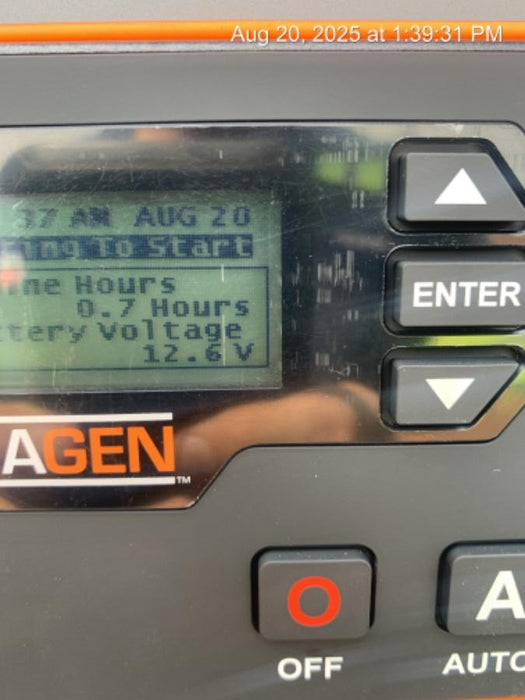 Aug 20, 2025 at 1:39:31 PM
37 AM AUG 20
ing To Start
ine Hours
0.7 Hours
ttery Voltage
12.6 V
ENTER
AGEN™
O
OFF
A
AUTO